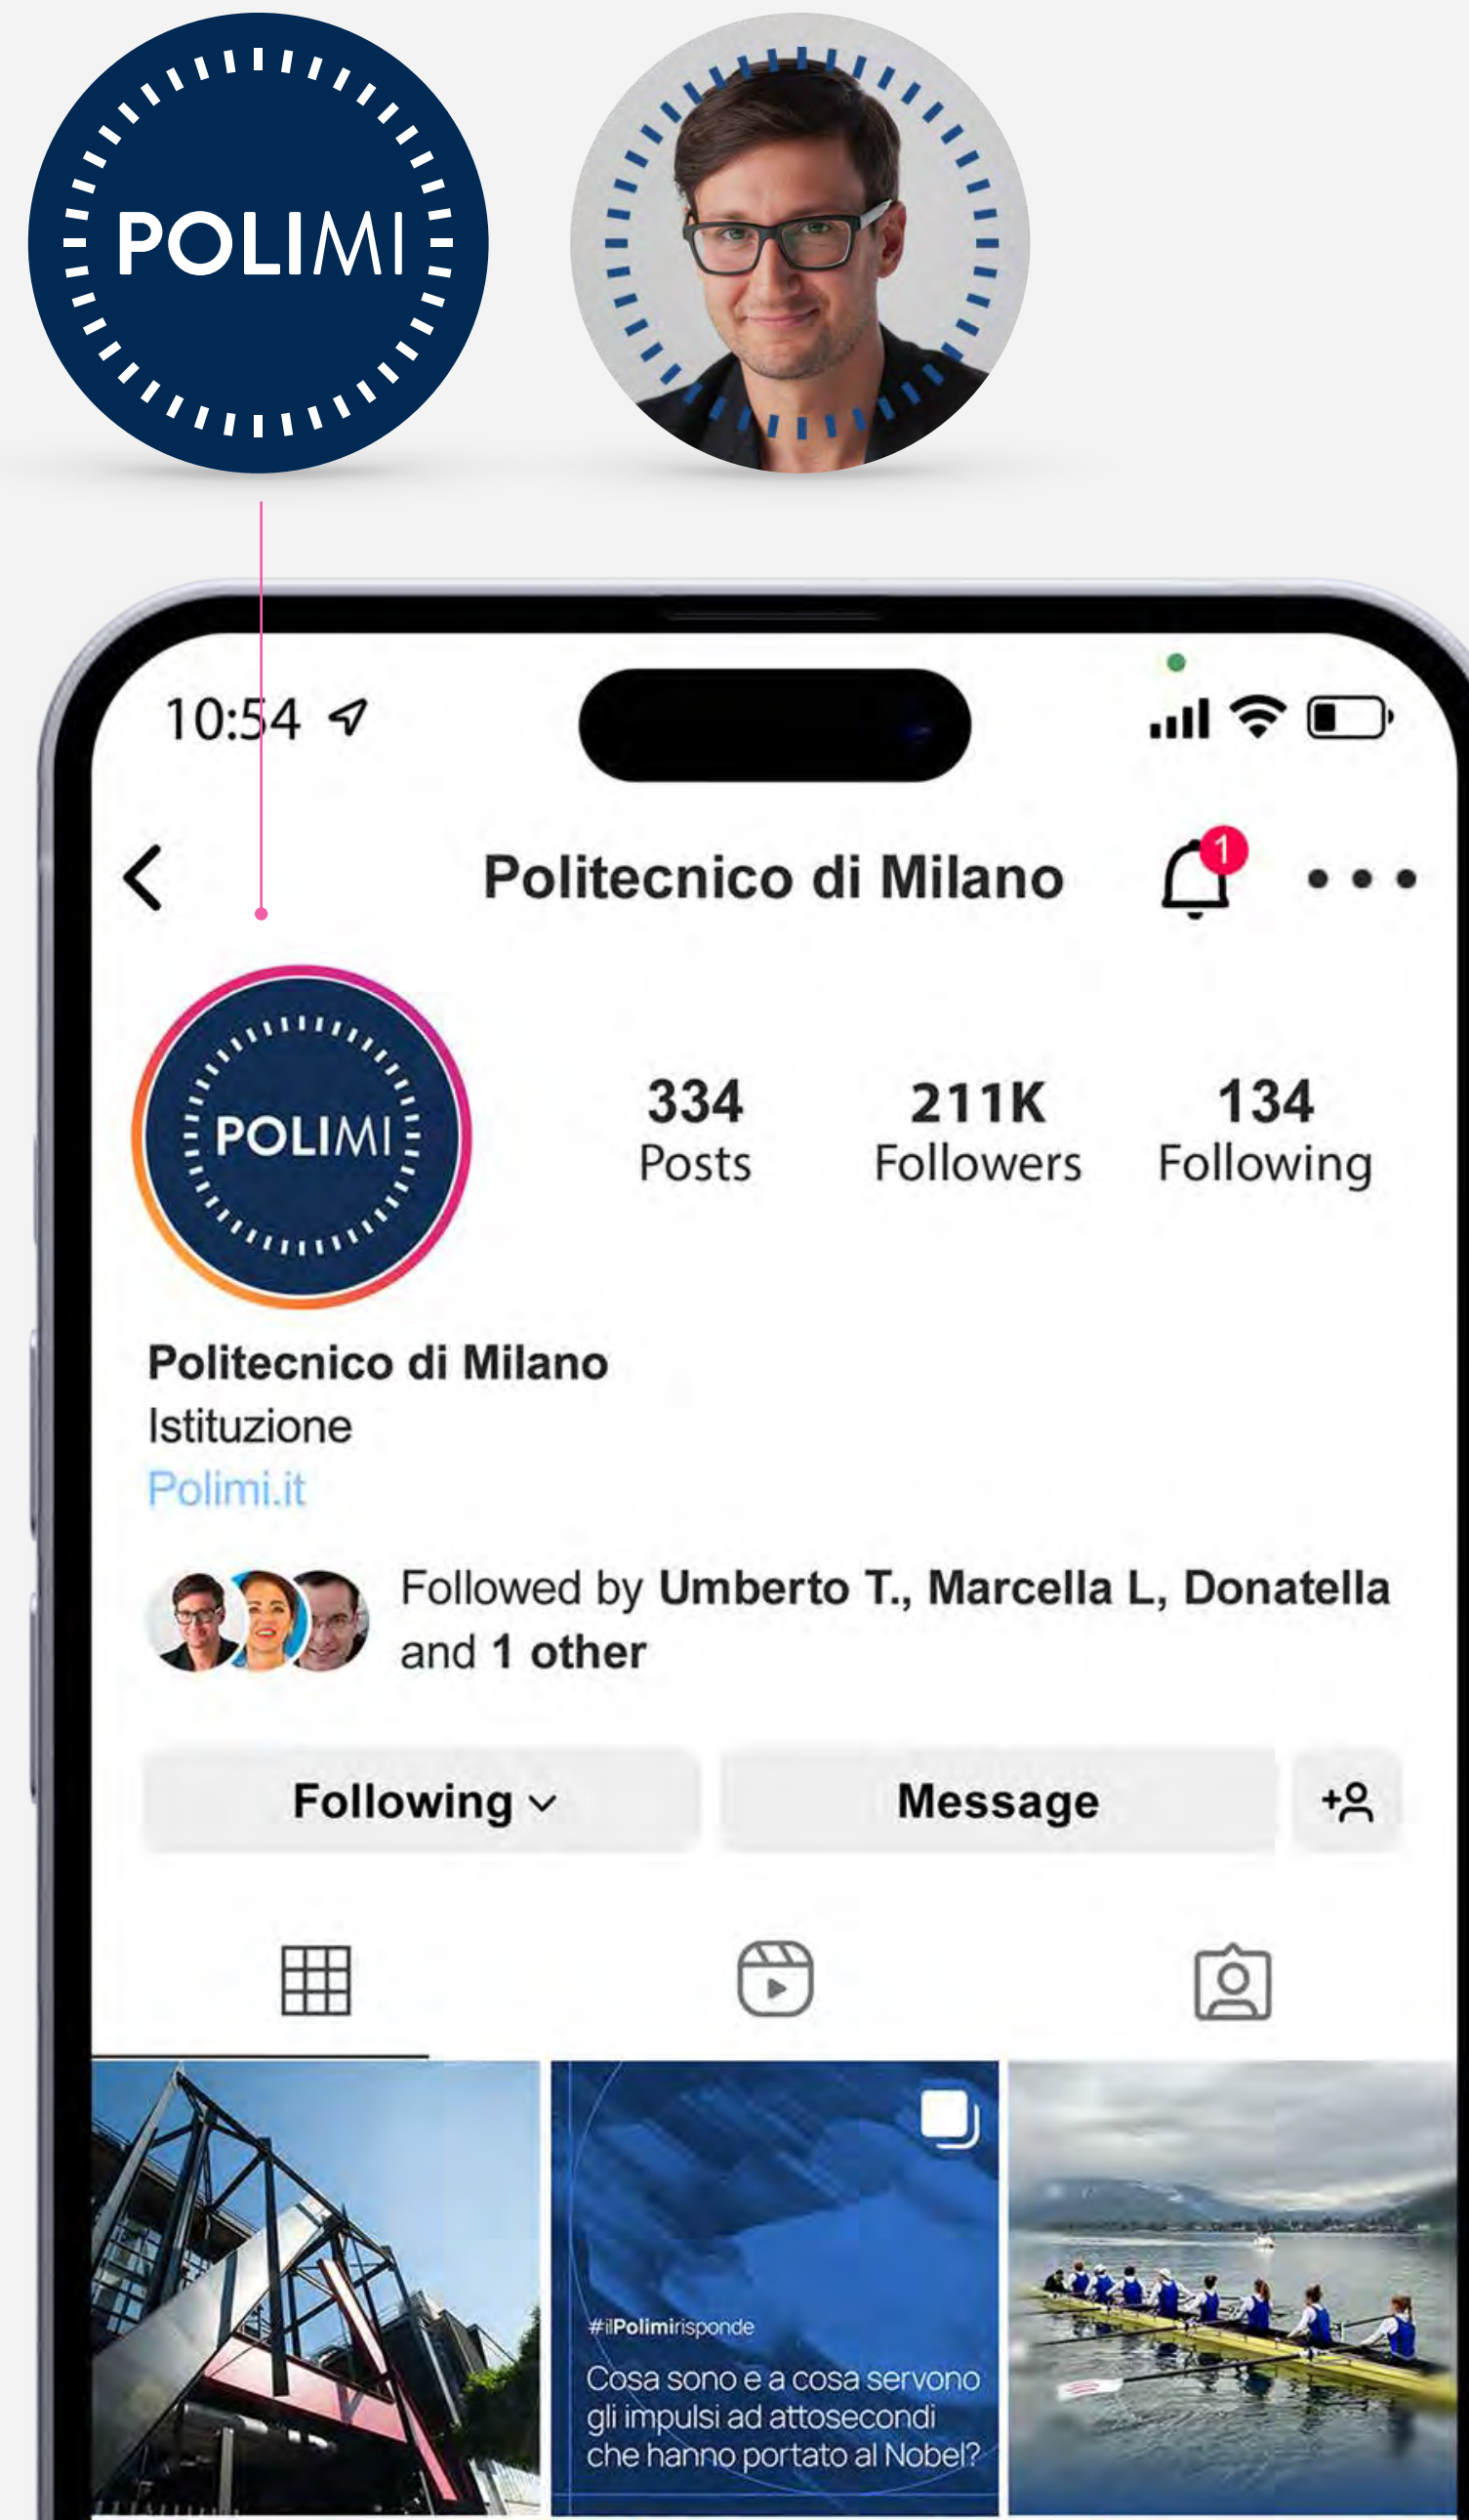 POLIMI
10:54
Politecnico di Milano
1
POLIMI
334
Posts
211K
Followers
134
Following
Politecnico di Milano
Istituzione
Polimi.it
Followed by Umberto T., Marcella L, Donatella
and 1 other
Following
Message
#ilPolimirisponde
Cosa sono e a cosa servono
gli impulsi ad attosecondi
che hanno portato al Nobel?